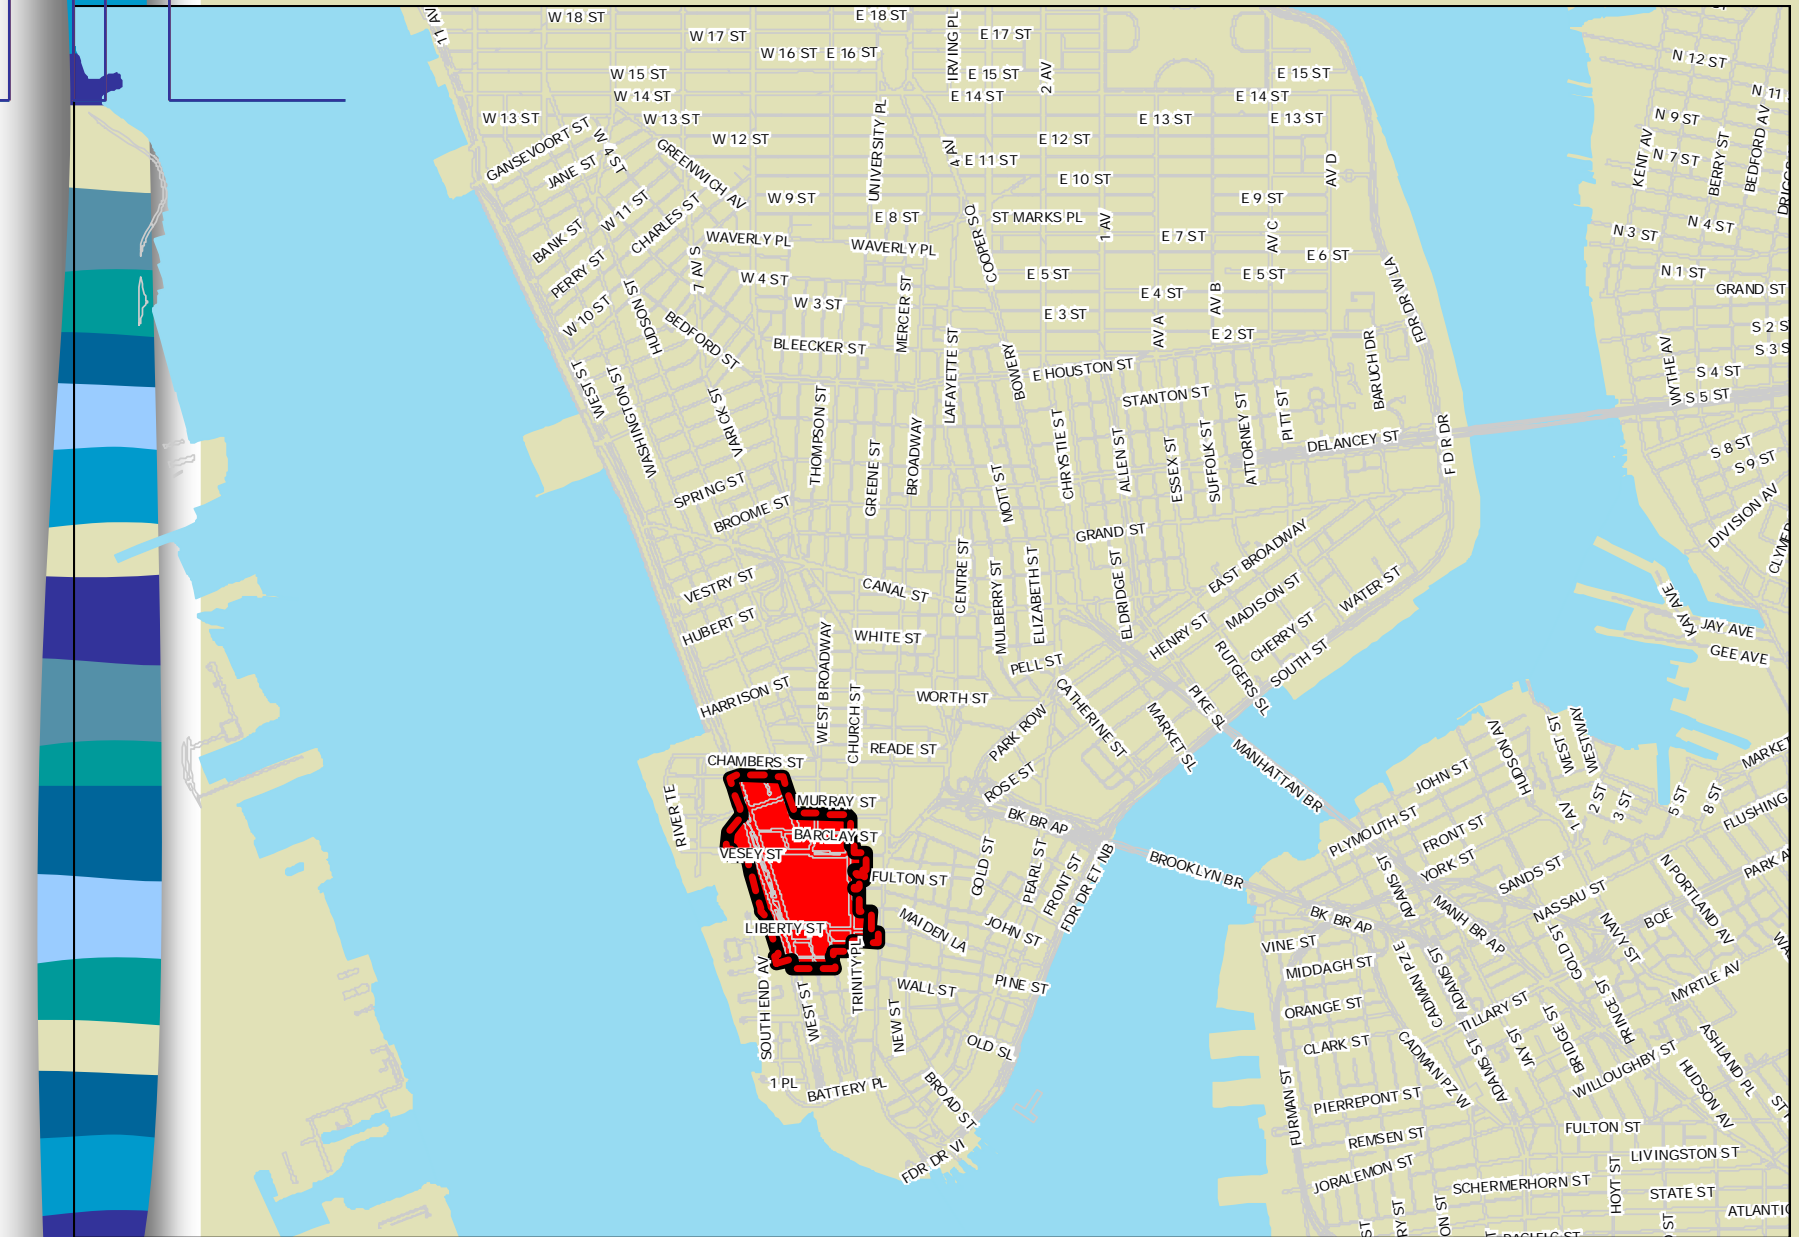 11 AV
W 18 ST
E 18 ST
W 17 ST
IRVING PL
E 17 ST
W 16 ST
E 16 ST
N 12 ST
W 15 ST
E 15 ST
2 AV
E 15 ST
W 14 ST
E 14 ST
E 14 ST
N 11
W 13 ST
W 13 ST
E 13 ST
E 13 ST
N 9 ST
GANSEVOORT ST
W 4 ST
W 12 ST
UNIVERSITY PL
4 AV
E 12 ST
KENT AV
BERRY ST
BEDFORD AV
JANE ST
GREENWICH AV
E 11 ST
AV D
N 7 ST
E 10 ST
W 9 ST
E 9 ST
W 11 ST
CHARLES ST
E 8 ST
COOPER SQ
ST MARKS PL
1 AV
N 4 ST
BANK ST
WAVERLY PL
WAVERLY PL
E 7 ST
AV C
N 3 ST
PERRY ST
7 AV S
E 6 ST
W 4 ST
E 5 ST
E 5 ST
N 1 ST
HUDSON ST
W 3 ST
MERCER ST
E 4 ST
AV B
FDR DR W LA
GRAND ST
W 10 ST
BEDFORD ST
E 3 ST
AV A
E 2 ST
S 2 S
BLEECKER ST
LAFAYETTE ST
BOWERY
E HOUSTON ST
BARUCH DR
WYTHE AV
S 3 S
WEST ST
WASHINGTON ST
VARICK ST
THOMPSON ST
STANTON ST
S 4 ST
S 5 ST
GREENE ST
BROADWAY
CHRYSTIE ST
ALLEN ST
ESSEX ST
SUFFOLK ST
ATTORNEY ST
PITT ST
DELANCEY ST
F D R DR
S 8 ST
S 9 ST
SPRING ST
BROOME ST
MOTT ST
GRAND ST
EAST BROADWAY
DIVISION AV
CLYMER
VESTRY ST
CANAL ST
CENTRE ST
MULBERRY ST
ELIZABETH ST
ELDRIDGE ST
MADISON ST
WATER ST
KAY AVE
HUBERT ST
WHITE ST
WEST BROADWAY
HENRY ST
CHERRY ST
JAY AVE
GEE AVE
PELL ST
RUTGERS SL
SOUTH ST
HARRISON ST
CHURCH ST
WORTH ST
CATHERINE ST
PIKE SL
PARK ROW
MARKET SL
READE ST
MANHATTAN BR
HUDSON AV
WEST ST
WESTWAY
MARKET
CHAMBERS ST
ROSE ST
JOHN ST
RIVER TE
MURRAY ST
1 AV
2 ST
3 ST
5 ST
8 ST
FLUSHING
BK BR AP
PLYMOUTH ST
FRONT ST
BARCLAY ST
VESEY ST
FULTON ST
GOLD ST
PEARL ST
FRONT ST
FDR DR ET NB
BROOKLYN BR
ADAMS ST
YORK ST
SANDS ST
N PORTLAND AV
PARK A
LIBERTY ST
MAIDEN LA
JOHN ST
BK BR AP
MANH BR AP
NASSAU ST
NAVY ST
BQE
VINE ST
GOLD ST
SOUTH END AV
WEST ST
TRINITY PL
WALL ST
PINE ST
MIDDAGH ST
CADMAN PZ E
ADAMS ST
MYRTLE AV
NEW ST
ORANGE ST
TILLARY ST
PRINCE ST
OLD SL
CLARK ST
CADMAN PZ W
ADAMS ST
JAY ST
BRIDGE ST
WILLOUGHBY ST
ASHLAND PL
HUDSON AV
1 PL
BATTERY PL
BROAD ST
FURMAN ST
PIERREPONT ST
FULTON ST
REMSEN ST
FDR DR VI
LIVINGSTON ST
JORALEMON ST
SCHERMERHORN ST
HOYT ST
STATE ST
ATLANTIC
PACIFIC ST